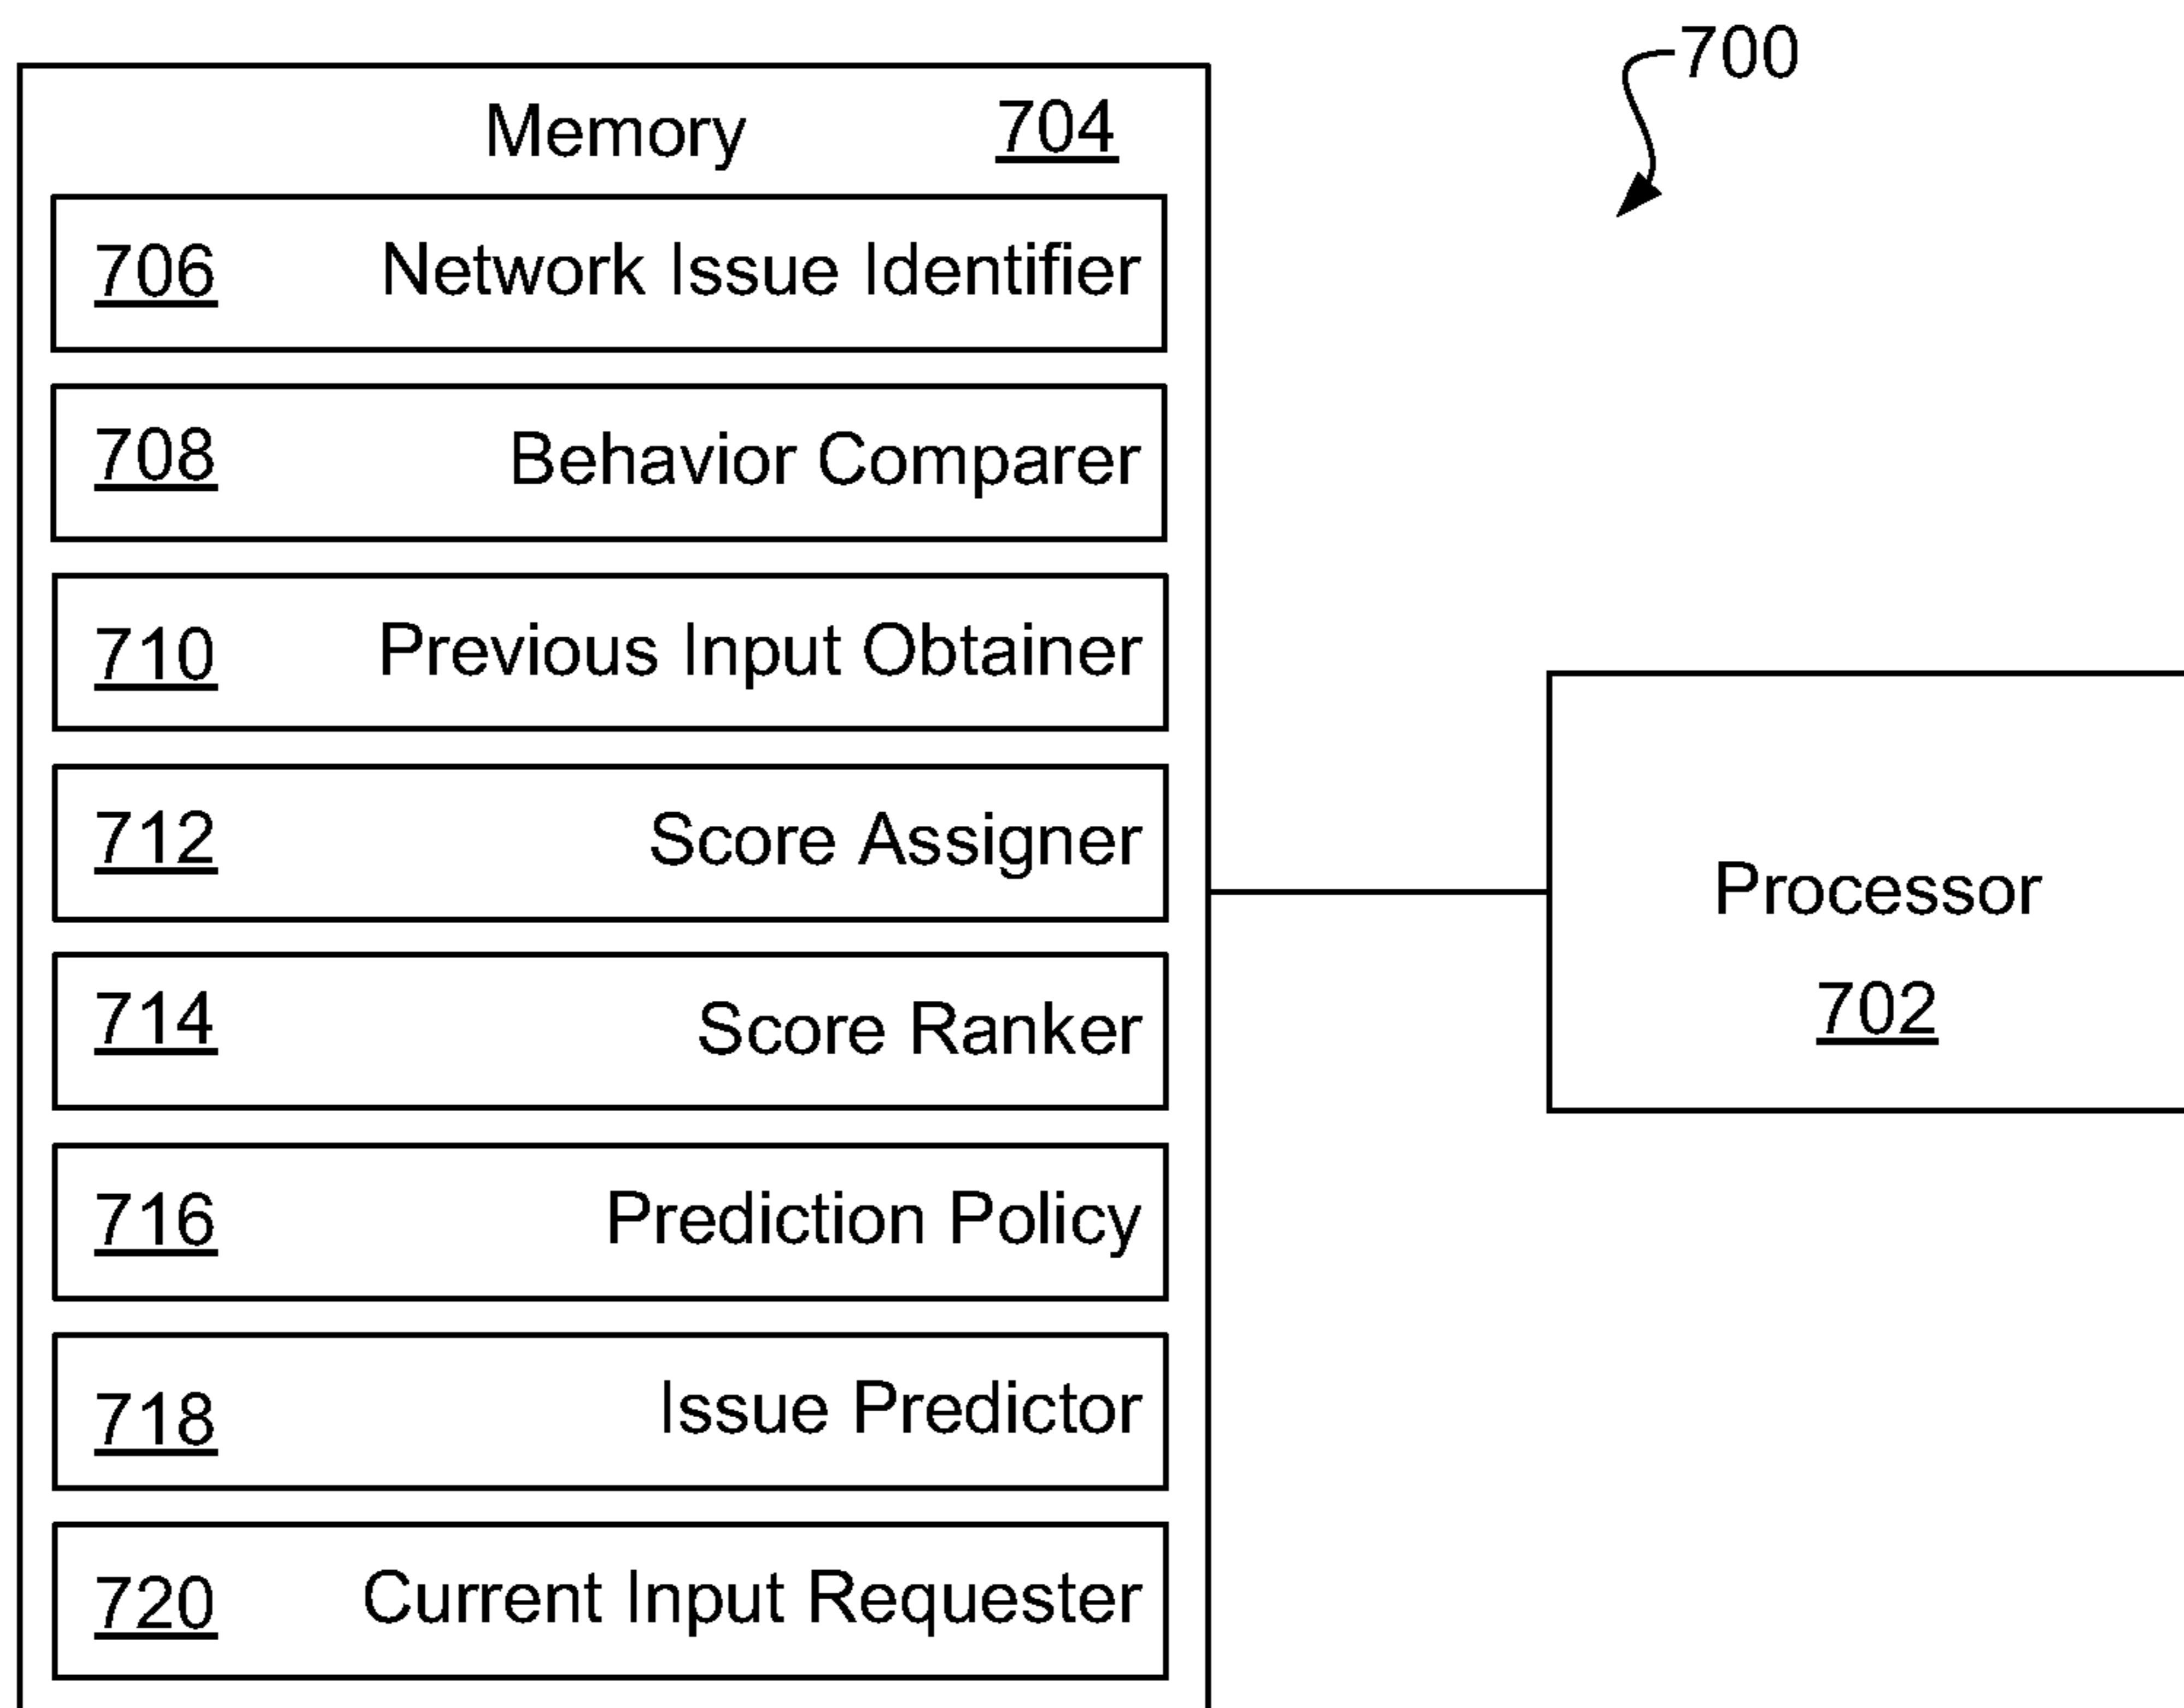 700
Memory 704
706 Network Issue Identifier
708 Behavior Comparer
710 Previous Input Obtainer
712 Score Assigner
714 Score Ranker
716 Prediction Policy
718 Issue Predictor
720 Current Input Requester
Processor
702